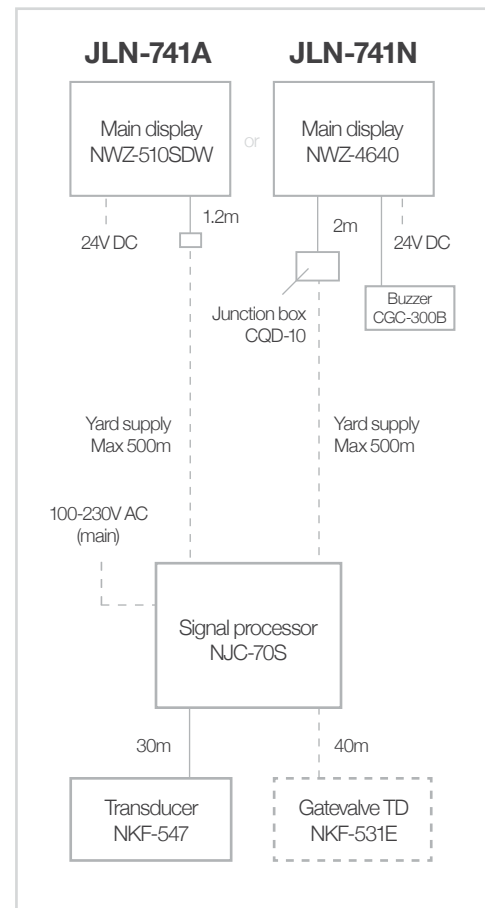 JLN-741A
JLN-741N
Main display
NWZ-510SDW
or
Main display
NWZ-4640
1.2m
24V DC
2m
24V DC
Junction box
CQD-10
Buzzer
CGC-300B
Yard supply
Max 500m
Yard supply
Max 500m
100-230V AC
(main)
Signal processor
NJC-70S
30m
40m
Transducer
NKF-547
Gatevalve TD
NKF-531E